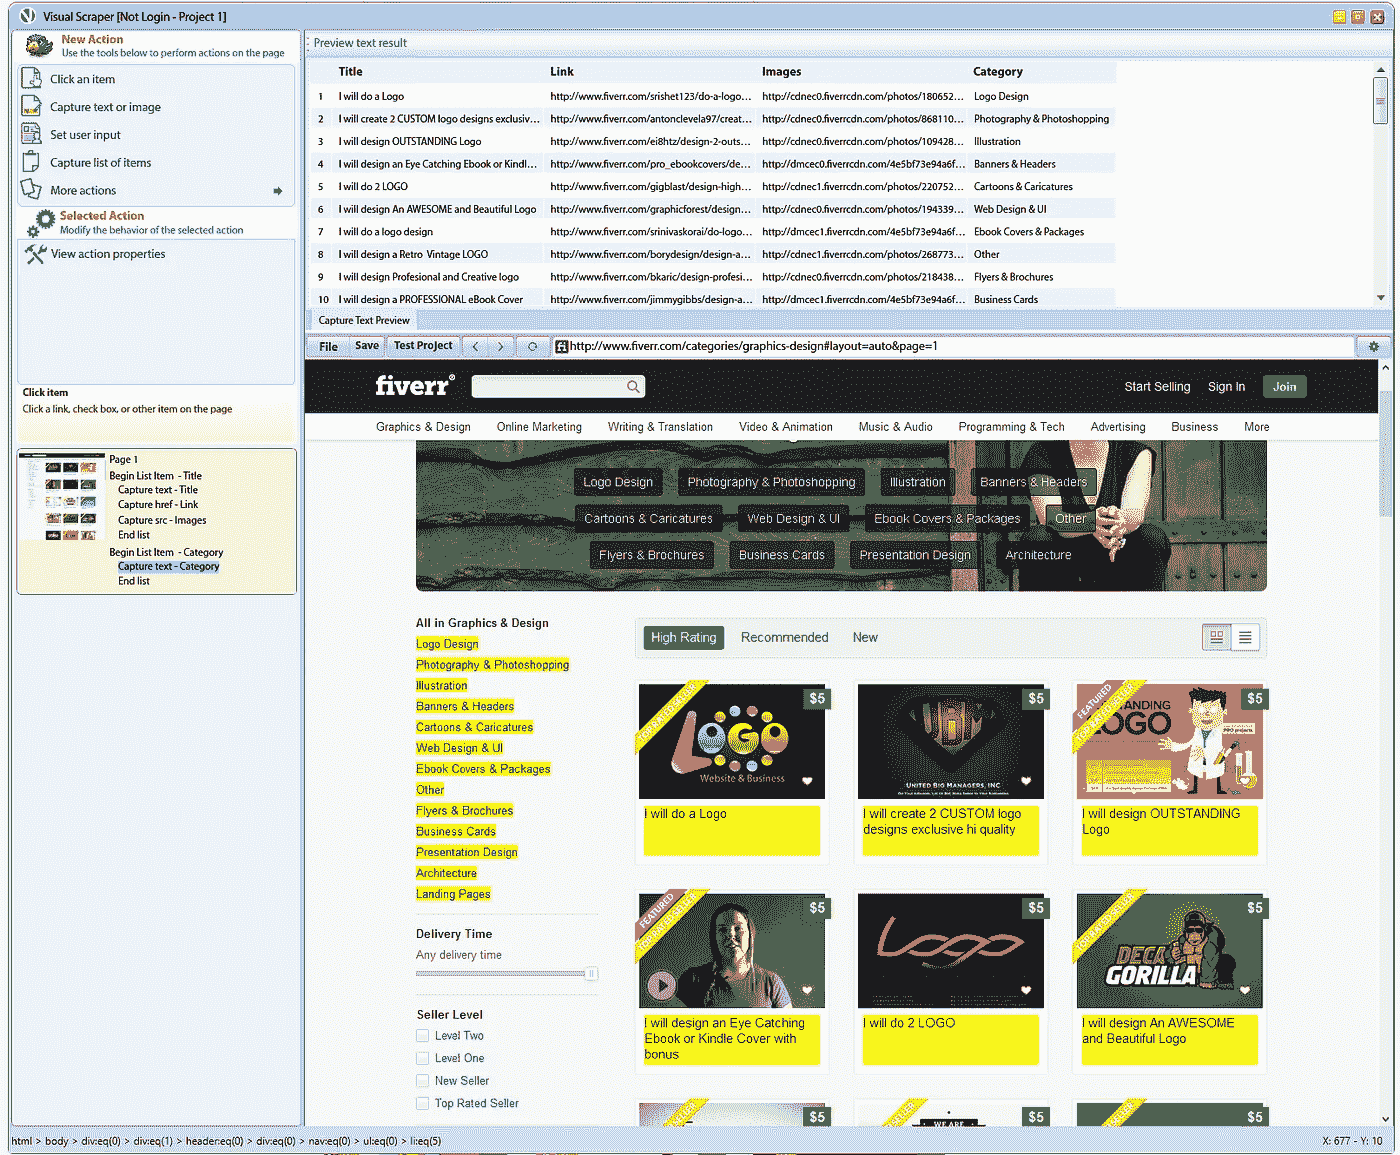 Visual Scraper [Not Login - Project 1]
New Action
Use the tools below to perform actions on the page
Click an item
Capture text or image
Set user input
Capture list of items
More actions
Selected Action
Modify the behavior of the selected action
View action properties
Click item
Click a link, check box, or other item on the page
Page 1
Begin List Item - Title
Capture text - Title
Capture href - Link
Capture src - Images
End list
Begin List Item - Category
Capture text - Category
End list
Preview text result
Title Link Images Category
1 I will do a Logo http://www.fiverr.com/srishet123/do-a-logo... http://cdnec0.fiverrcdn.com/photos/180652... Logo Design
2 I will create 2 CUSTOM logo designs exclusiv... http://www.fiverr.com/antonclevela97/creat... http://cdnec0.fiverrcdn.com/photos/868110... Photography & Photoshopping
3 I will design OUTSTANDING Logo http://www.fiverr.com/ei8htz/design-2-outs... http://cdnec0.fiverrcdn.com/photos/109428... Illustration
4 I will design an Eye Catching Ebook or Kindl... http://www.fiverr.com/pro_ebookcovers/de... http://dmcec0.fiverrcdn.com/4e5bf73e94a6f... Banners & Headers
5 I will do 2 LOGO http://www.fiverr.com/gigblast/design-high... http://cdnec1.fiverrcdn.com/photos/220752... Cartoons & Caricatures
6 I will design An AWESOME and Beautiful Logo http://www.fiverr.com/graphicforest/design... http://cdnec0.fiverrcdn.com/photos/194339... Web Design & UI
7 I will do a logo design http://www.fiverr.com/srinivaskorai/do-logo... http://dmcec1.fiverrcdn.com/4e5bf73e94a6f... Ebook Covers & Packages
8 I will design a Retro Vintage LOGO http://www.fiverr.com/borydesign/design-a... http://cdnec0.fiverrcdn.com/photos/268773... Other
9 I will design Profesional and Creative logo http://www.fiverr.com/bkaric/design-profesi... http://cdnec0.fiverrcdn.com/photos/218438... Flyers & Brochures
10 I will design a PROFESSIONAL eBook Cover http://www.fiverr.com/jimmygibbs/design-a... http://dmcec1.fiverrcdn.com/4e5bf73e94a6f... Business Cards
Capture Text Preview
File Save Test Project http://www.fiverr.com/categories/graphics-design#layout=auto&page=1
fiverr® Start Selling Sign In Join
Graphics & Design Online Marketing Writing & Translation Video & Animation Music & Audio Programming & Tech Advertising Business More
Logo Design Photography & Photoshopping Illustration Banners & Headers
Cartoons & Caricatures Web Design & UI Ebook Covers & Packages Other
Flyers & Brochures Business Cards Presentation Design Architecture
All in Graphics & Design
Logo Design
Photography & Photoshopping
Illustration
Banners & Headers
Cartoons & Caricatures
Web Design & UI
Ebook Covers & Packages
Other
Flyers & Brochures
Business Cards
Presentation Design
Architecture
Landing Pages
Delivery Time
Any delivery time
Seller Level
Level Two
Level One
New Seller
Top Rated Seller
High Rating Recommended New
$5
LOGO
Website & Business
I will do a Logo
$5
UBM
UNITED BIG MANAGERS, INC
I will create 2 CUSTOM logo
designs exclusive hi quality
FEATURED
$5
LOGO
I will design OUTSTANDING
Logo
FEATURED
$5
I will design an Eye Catching
Ebook or Kindle Cover with
bonus
$5
Loop
I will do 2 LOGO
$5
DECA
GORILLA
I will design An AWESOME
and Beautiful Logo
$5
$5
WE ARE
$5
html > body > div:eq(0) > div:eq(1) > header:eq(0) > div:eq(0) > nav:eq(0) > ul:eq(0) > li:eq(5)
X: 677 - Y: 10